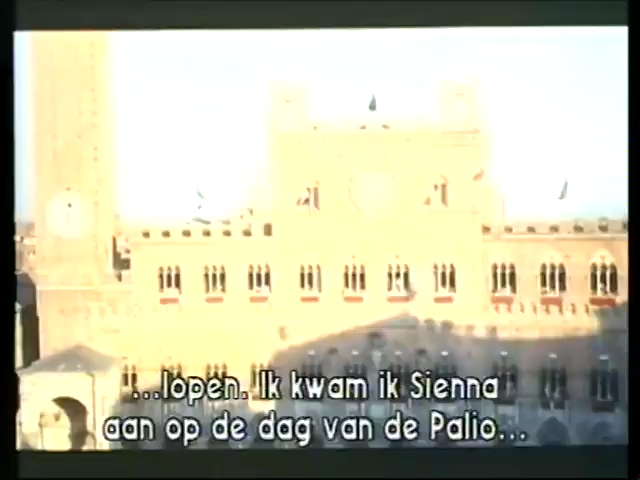 ...lopen. Ik kwam ik Sienna
aan op de dag van de Palio...